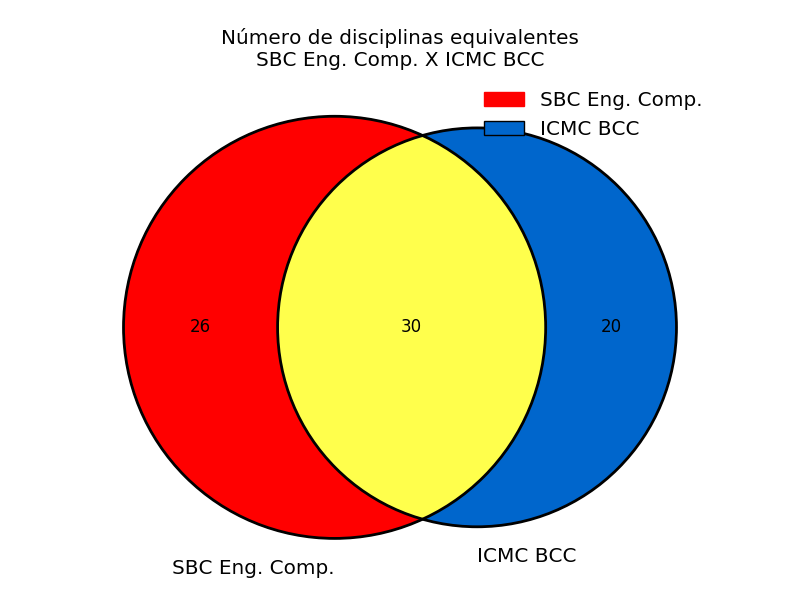 Número de disciplinas equivalentes
SBC Eng. Comp. X ICMC BCC
SBC Eng. Comp.
ICMC BCC
26
30
20
SBC Eng. Comp.
ICMC BCC